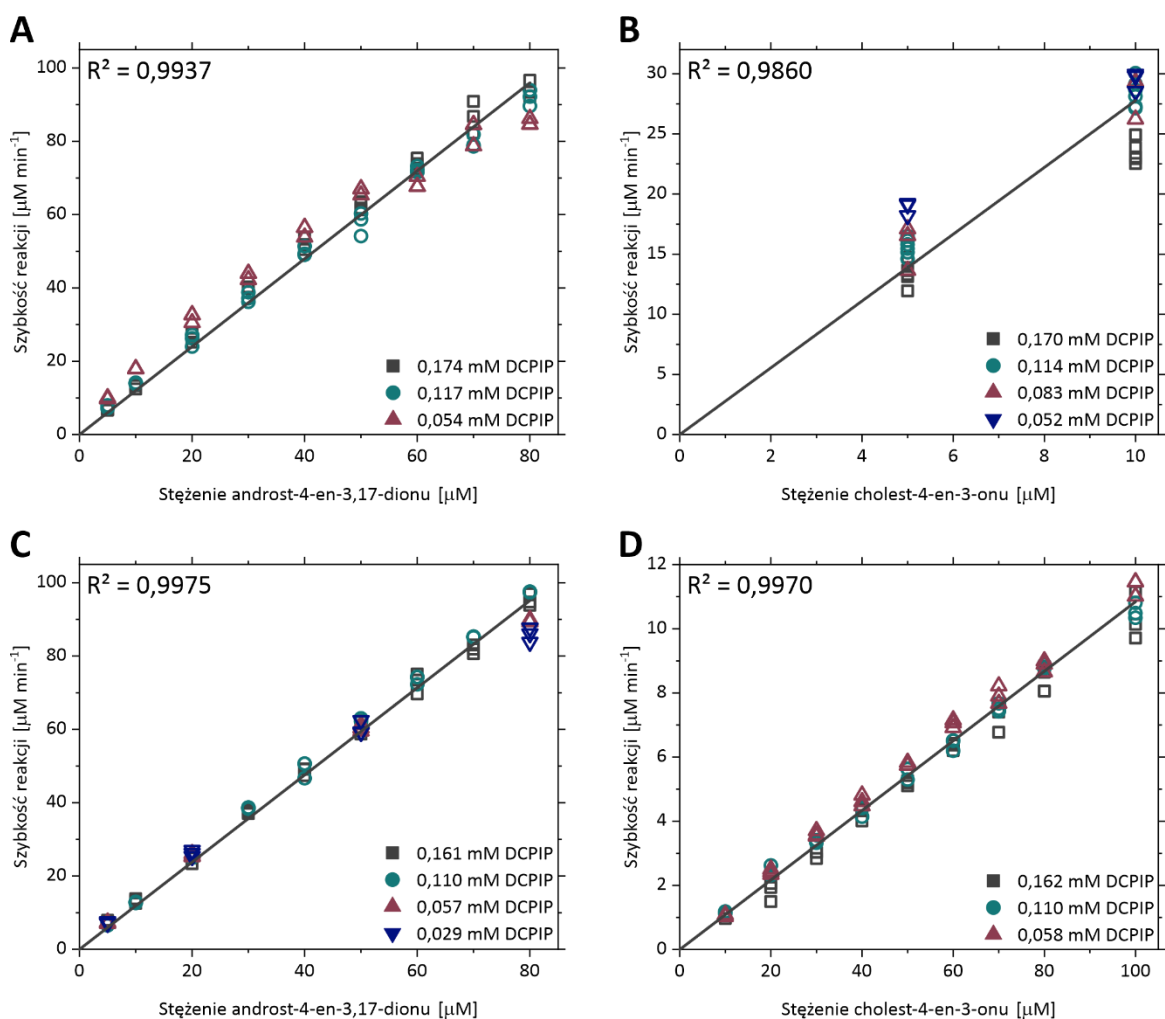 A
R² = 0,9937
Szybkość reakcji [μM min⁻¹]
100
80
60
40
20
0
0,174 mM DCPIP
0,117 mM DCPIP
0,054 mM DCPIP
0 20 40 60 80
Stężenie androst-4-en-3,17-dionu [μM]
B
R² = 0,9860
Szybkość reakcji [μM min⁻¹]
30
25
20
15
10
5
0
0,170 mM DCPIP
0,114 mM DCPIP
0,083 mM DCPIP
0,052 mM DCPIP
0 2 4 6 8 10
Stężenie cholest-4-en-3-onu [μM]
C
R² = 0,9975
Szybkość reakcji [μM min⁻¹]
100
80
60
40
20
0
0,161 mM DCPIP
0,110 mM DCPIP
0,057 mM DCPIP
0,029 mM DCPIP
0 20 40 60 80
Stężenie androst-4-en-3,17-dionu [μM]
D
R² = 0,9970
Szybkość reakcji [μM min⁻¹]
12
10
8
6
4
2
0
0,162 mM DCPIP
0,110 mM DCPIP
0,058 mM DCPIP
0 20 40 60 80 100
Stężenie cholest-4-en-3-onu [μM]